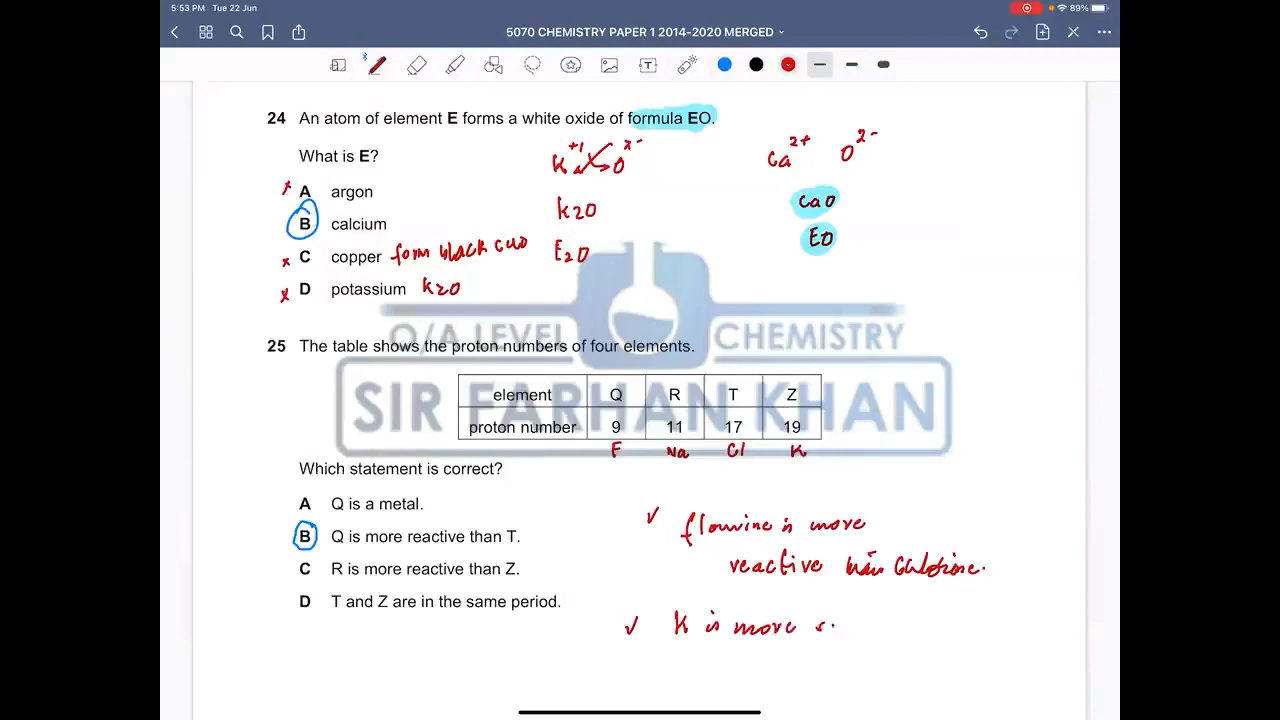 5:53 PM Tue 22 Jun
89%
5070 CHEMISTRY PAPER 1 2014-2020 MERGED
24 An atom of element E forms a white oxide of formula EO.
What is E?
K +1 O 2-
Ca 2+ O 2-
A argon
K2O
CaO
B calcium
EO
C copper form black CuO
E2O
D potassium K2O
O/A LEVEL CHEMISTRY
25 The table shows the proton numbers of four elements.
SIR FARHAN KHAN
element Q R T Z
proton number 9 11 17 19
F Na Cl K
Which statement is correct?
A Q is a metal.
B Q is more reactive than T.
flourine is more
reactive than Chlorine.
C R is more reactive than Z.
D T and Z are in the same period.
K is more